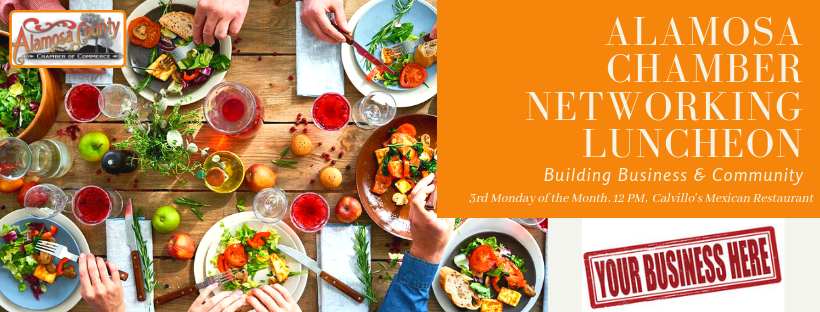 Alamosa County
CHAMBER OF COMMERCE
ALAMOSA
CHAMBER
NETWORKING
LUNCHEON
Building Business & Community
3rd Monday of the Month, 12 PM, Calvillo's Mexican Restaurant
YOUR BUSINESS HERE